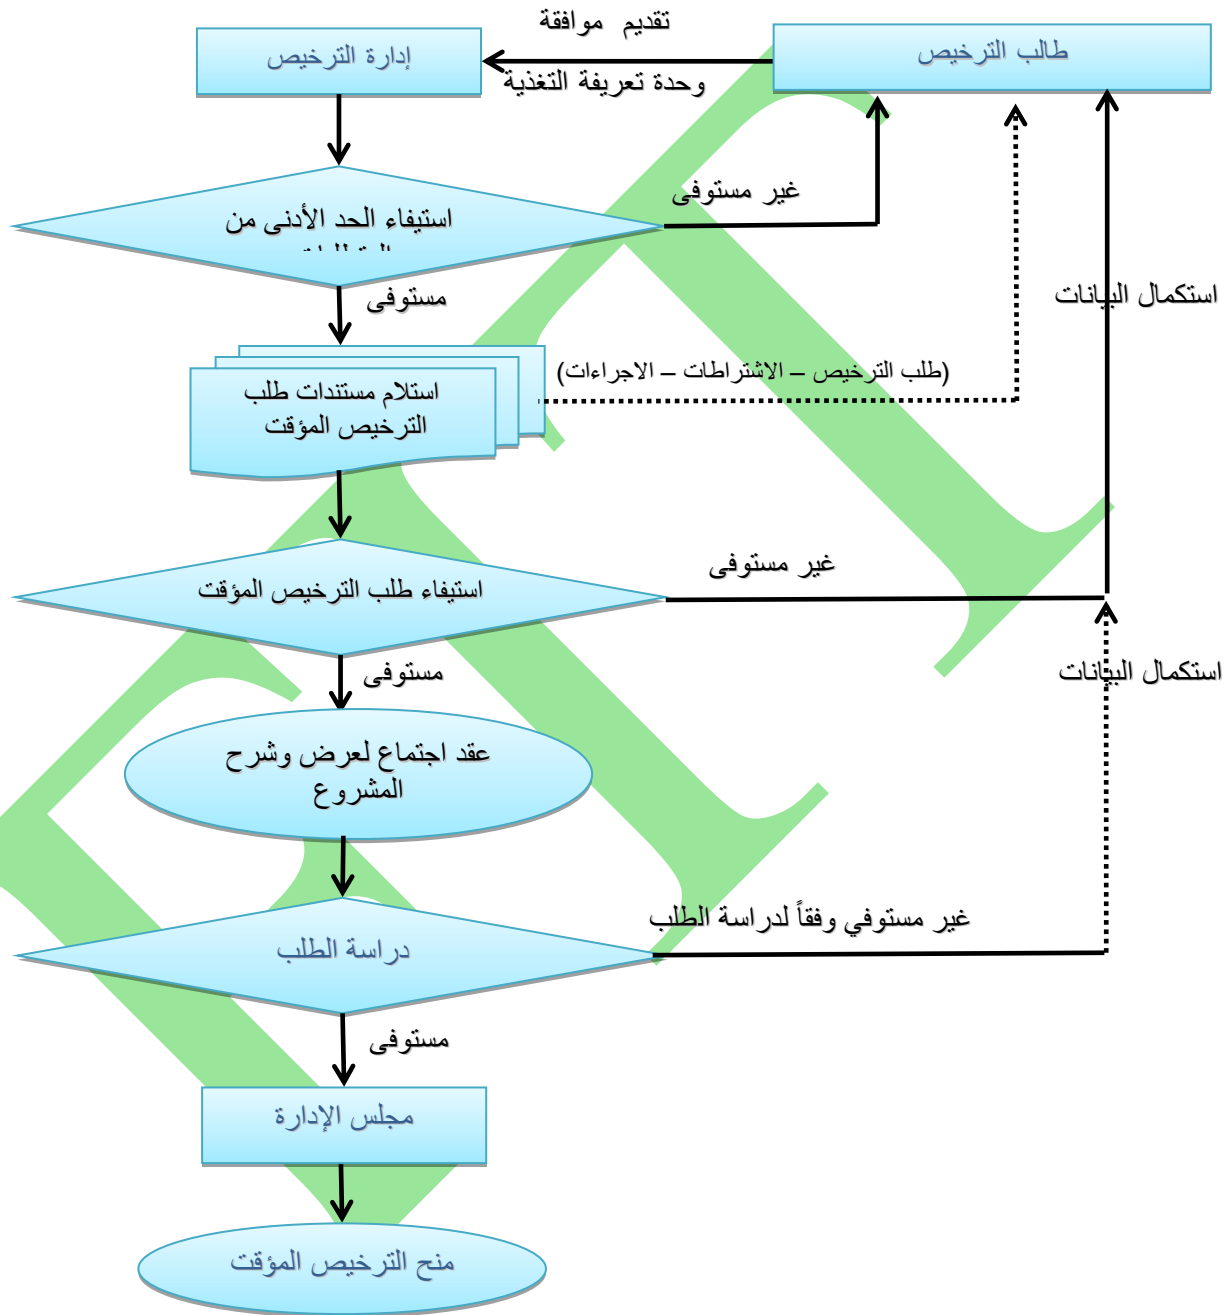 تقديم موافقة
طالب الترخيص
إدارة الترخيص
وحدة تعريفة التغذية
غير مستوفى
استيفاء الحد الأدنى من
مستوفى
استكمال البيانات
(طلب الترخيص – الاشتراطات – الاجراءات)
استلام مستندات طلب
الترخيص المؤقت
غير مستوفى
استيفاء طلب الترخيص المؤقت
مستوفى
استكمال البيانات
عقد اجتماع لعرض وشرح
المشروع
غير مستوفي وفقاً لدراسة الطلب
دراسة الطلب
مستوفى
مجلس الإدارة
منح الترخيص المؤقت